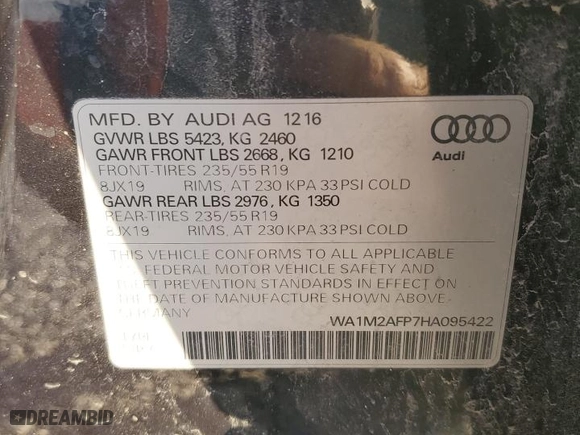 MFD. BY AUDI AG 1216
GVWR LBS 5423, KG 2460
GAWR FRONT LBS 2668, KG 1210
FRONT-TIRES 235/55 R19
8JX19 RIMS, AT 230 KPA 33 PSI COLD
GAWR REAR LBS 2976, KG 1350
REAR-TIRES 235/55 R19
8JX19 RIMS, AT 230 KPA 33 PSI COLD
THIS VEHICLE CONFORMS TO ALL APPLICABLE
FEDERAL MOTOR VEHICLE SAFETY AND
THEFT PREVENTION STANDARDS IN EFFECT ON
THE DATE OF MANUFACTURE SHOWN ABOVE.
GERMANY
WA1M2AFP7HA095422
Audi
DREAMBID